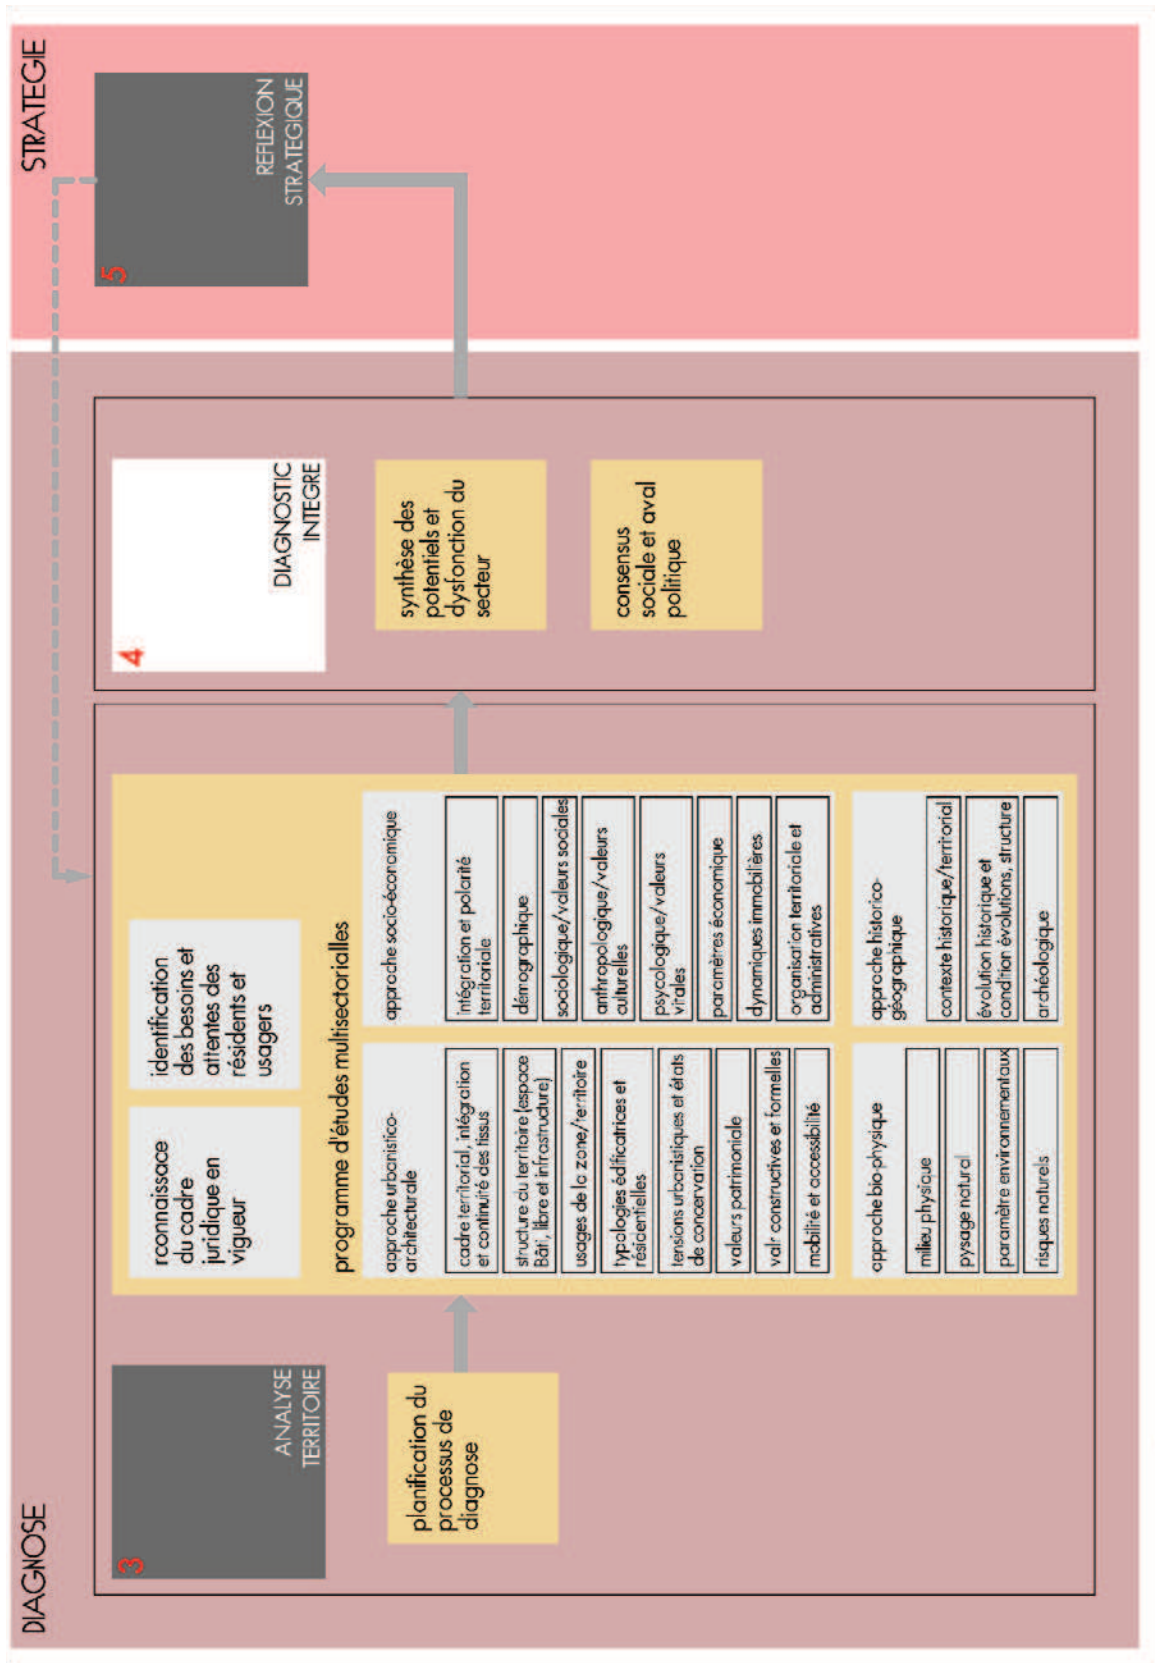 DIAGNOSE
3
ANALYSE
TERRITOIRE
planification du
processus de
diagnose
rconnaissace
du cadre
juridique en
vigueur
identification
des besoins et
attentes des
résidents et
usagers
programme d'études multisectorialles
approche urbanistico-
architecturale
cadre territorial, intégration
et continuité des tissus
structure du territoire (espace
Bâti, libre et infrastructure)
usages de la zone/territoire
typologies édificatrices et
résidentielles
tensions urbanistiques et états
de concervation
valeurs patrimoniale
valr constructives et formelles
mobilité et accessibilité
approche socio-économique
intégration et polarité
territoriale
démographique
sociologique/valeurs sociales
anthropologique/valeurs
culturelles
psycologique/valeurs
vitales
paramètres économique
dynamiques immobilières
organisation territoriale et
administratives
approche bio-physique
milieu physique
pysage natural
paramètre environnementaux
risques naturels
approche historico-
géographique
contexte historique/territorial
évolution historique et
condition évolutions, structure
archéologique
4
DIAGNOSTIC
INTEGRE
synthèse des
potentiels et
dysfonction du
secteur
consensus
sociale et aval
politique
STRATEGIE
5
REFLEXION
STRATEGIQUE